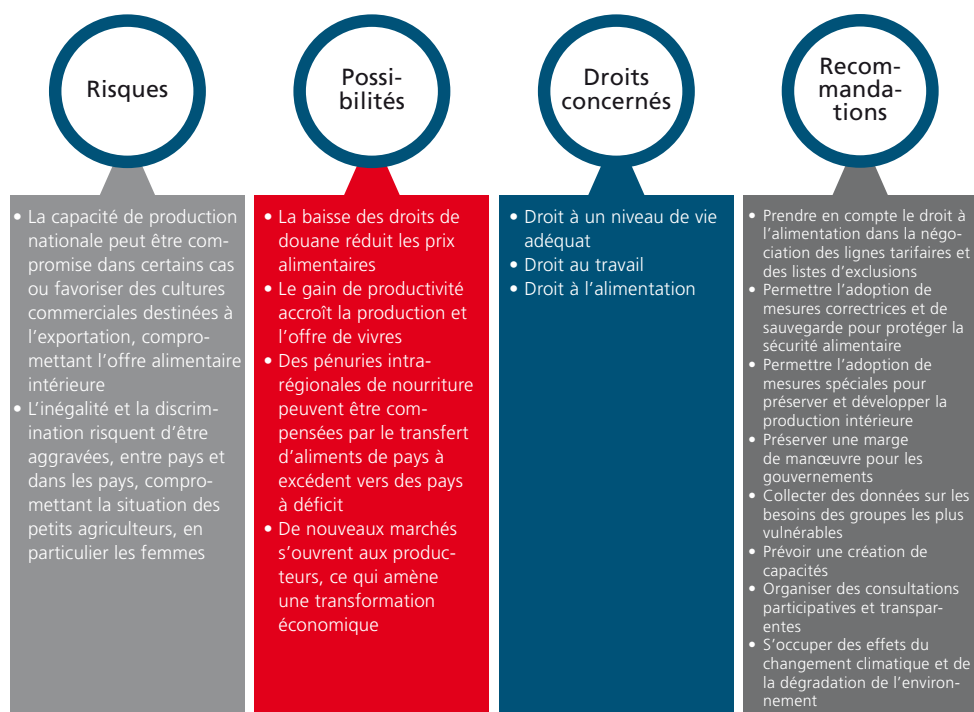 Risques
• La capacité de production
nationale peut être com-
promise dans certains cas
ou favoriser des cultures
commerciales destinées à
l'exportation, compro-
mettant l'offre alimentaire
intérieure
• L'inégalité et la discrim-
ination risquent d'être
aggravées, entre pays et
dans les pays, compro-
mettant la situation des
petits agriculteurs, en
particulier les femmes
Possi-
bilités
• La baisse des droits de
douane réduit les prix
alimentaires
• Le gain de productivité
accroît la production et
l'offre de vivres
• Des pénuries intra-
régionales de nourriture
peuvent être com-
pensées par le transfert
d'aliments de pays à
excédent vers des pays
à déficit
• De nouveaux marchés
s'ouvrent aux produc-
teurs, ce qui amène
une transformation
économique
Droits
concernés
• Droit à un niveau de vie
adéquat
• Droit au travail
• Droit à l'alimentation
Recom-
manda-
tions
• Prendre en compte le droit à
l'alimentation dans la négo-
ciation des lignes tarifaires et
des listes d'exclusions
• Permettre l'adoption de
mesures correctrices et de
sauvegarde pour protéger la
sécurité alimentaire
• Permettre l'adoption de
mesures spéciales pour
préserver et développer la
production intérieure
• Préserver une marge
de manœuvre pour les
gouvernements
• Collecter des données sur les
besoins des groupes les plus
vulnérables
• Prévoir une création de
capacités
• Organiser des consultations
participatives et transpar-
entes
• S'occuper des effets du
changement climatique et de
la dégradation de l'environ-
nement